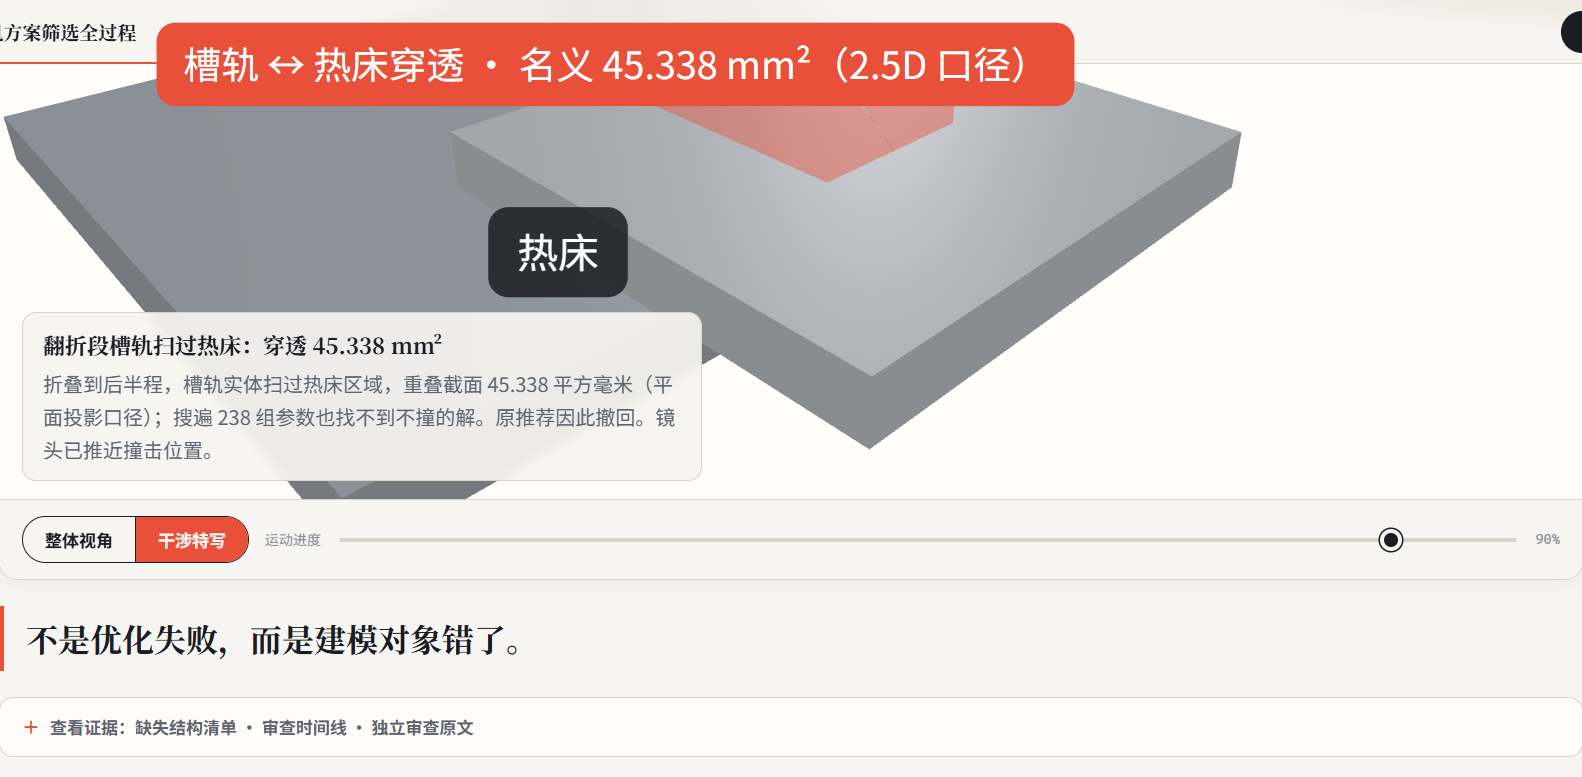 方案筛选全过程
槽轨 ↔ 热床穿透 · 名义 45.338 mm²（2.5D 口径）
热床
翻折段槽轨扫过热床：穿透 45.338 mm²
折叠到后半程，槽轨实体扫过热床区域，重叠截面 45.338 平方毫米（平
面投影口径）；搜遍 238 组参数也找不到不撞的解。原推荐因此撤回。镜
头已推近撞击位置。
整体视角 干涉特写 运动进度 90%
不是优化失败，而是建模对象错了。
+ 查看证据：缺失结构清单 · 审查时间线 · 独立审查原文